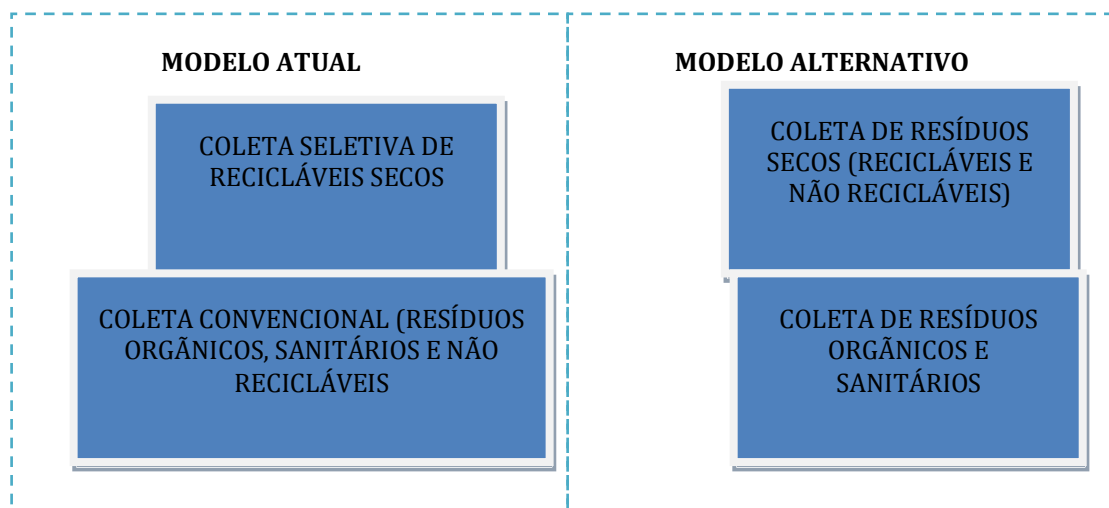 MODELO ATUAL
COLETA SELETIVA DE
RECICLÁVEIS SECOS
COLETA CONVENCIONAL (RESÍDUOS
ORGÃNICOS, SANITÁRIOS E NÃO
RECICLÁVEIS
MODELO ALTERNATIVO
COLETA DE RESÍDUOS
SECOS (RECICLÁVEIS E
NÃO RECICLÁVEIS)
COLETA DE RESÍDUOS
ORGÃNICOS E
SANITÁRIOS